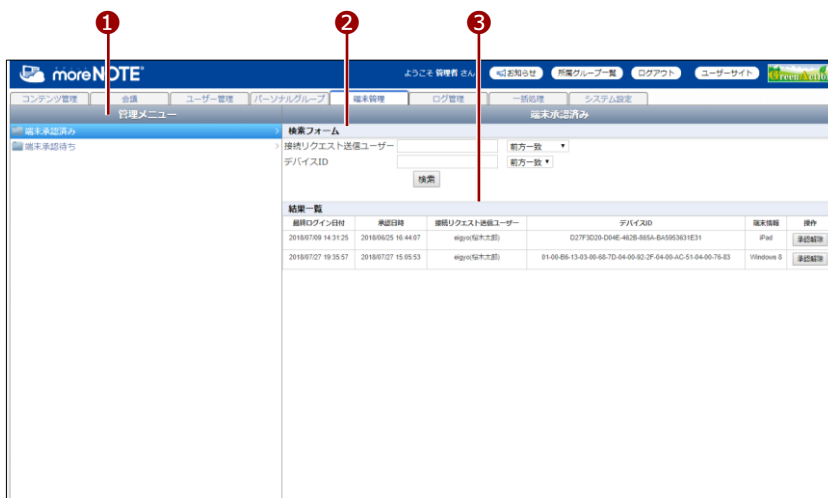 1 2 3
moreNOTE
ようこそ 管理者 さん お知らせ 所属グループ一覧 ログアウト ユーザーサイト
コンテンツ管理 会議 ユーザー管理 パーソナルグループ 端末管理 ログ管理 一括処理 システム設定
管理メニュー 端末承認済み
端末承認済み 検索フォーム
端末承認待ち 接続リクエスト送信ユーザー 前方一致
デバイスID 前方一致
検索
結果一覧
最終ログイン日付 承認日時 接続リクエスト送信ユーザー デバイスID 端末情報 操作
2018/07/09 14:31:25 2018/06/25 16:44:07 eigyo(桜木太郎) D27F3D20-D04E-462B-865A-BA5953631E31 iPad 承認解除
2018/07/27 19:35:57 2018/07/27 15:05:53 eigyo(桜木太郎) 01-00-B6-13-03-00-68-7D-04-00-92-2F-04-00-AC-51-04-00-76-83 Windows 8 承認解除